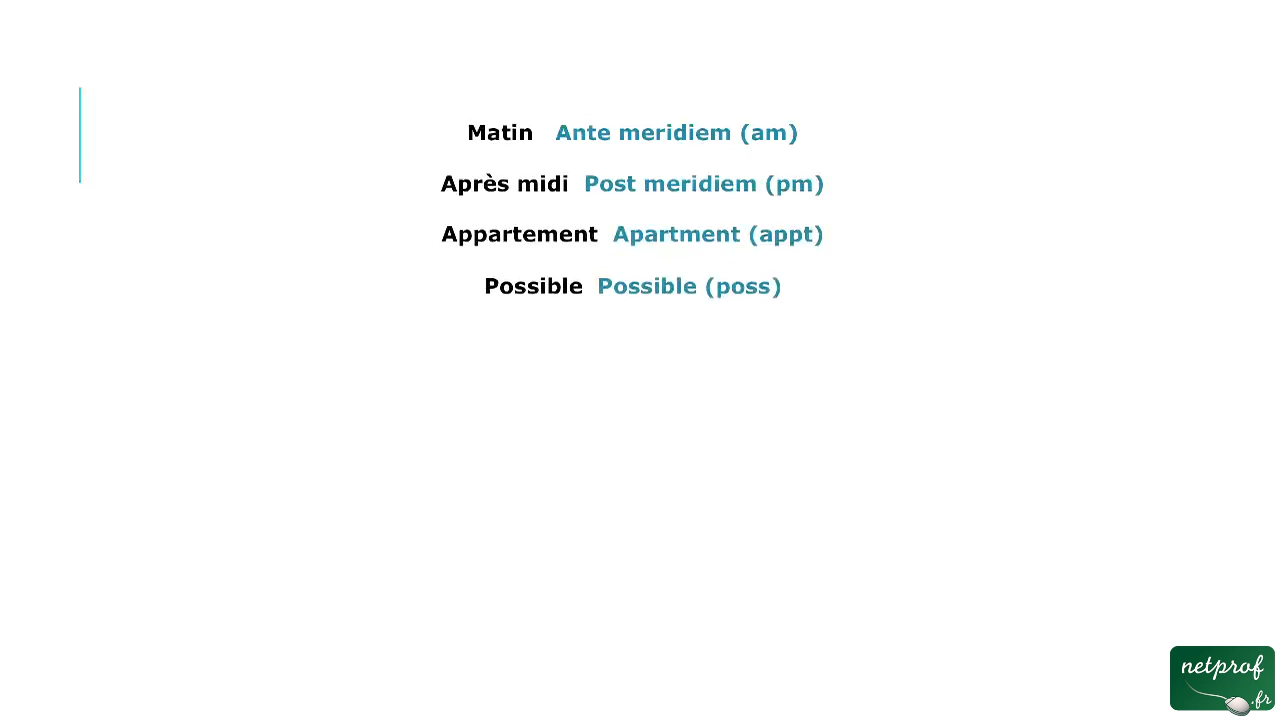 Matin Ante meridiem (am)
Après midi Post meridiem (pm)
Appartement Apartment (appt)
Possible Possible (poss)
netprof
.fr